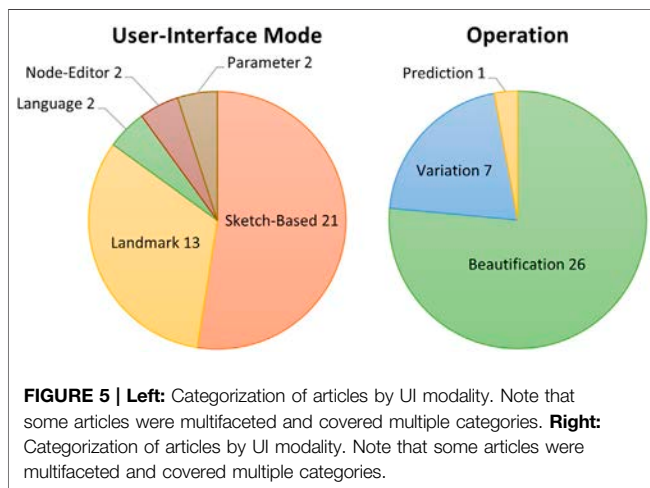 User-Interface Mode
Node-Editor 2
Parameter 2
Language 2
Landmark 13
Sketch-Based 21
Operation
Prediction 1
Variation 7
Beautification 26
FIGURE 5 | Left: Categorization of articles by UI modality. Note that
some articles were multifaceted and covered multiple categories. Right:
Categorization of articles by UI modality. Note that some articles were
multifaceted and covered multiple categories.